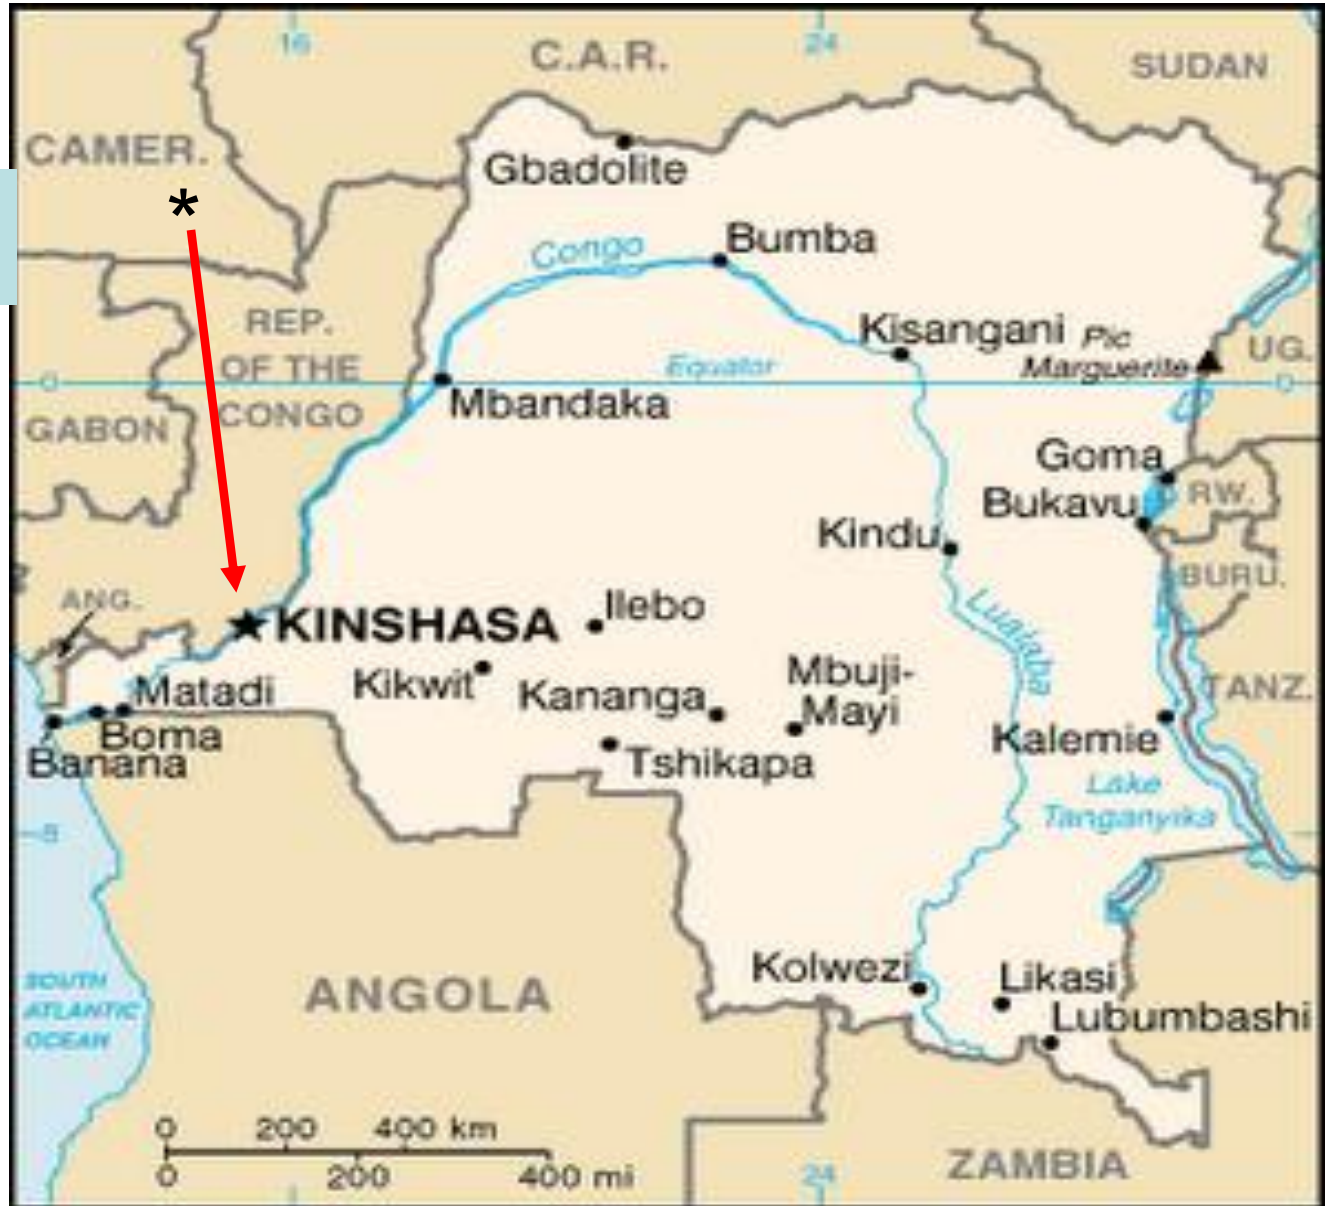 16
24
C.A.R.
SUDAN
CAMER.
Gbadolite
*
Congo
Bumba
REP.
OF THE
CONGO
Kisangani
Pic
Marguerite
UG.
Equator
0
0
Mbandaka
GABON
Goma
RW.
Bukavu
Kindu
BURU.
ANG.
KINSHASA
Ilebo
Lualaba
Kikwit
Kananga
Mbuji-
Mayi
TANZ.
Matadi
Boma
Banana
Tshikapa
Kalemie
Lake
Tanganyika
8
ANGOLA
SOUTH
ATLANTIC
OCEAN
Kolwezi
Likasi
Lubumbashi
0 200 400 km
0 200 400 mi
24
ZAMBIA